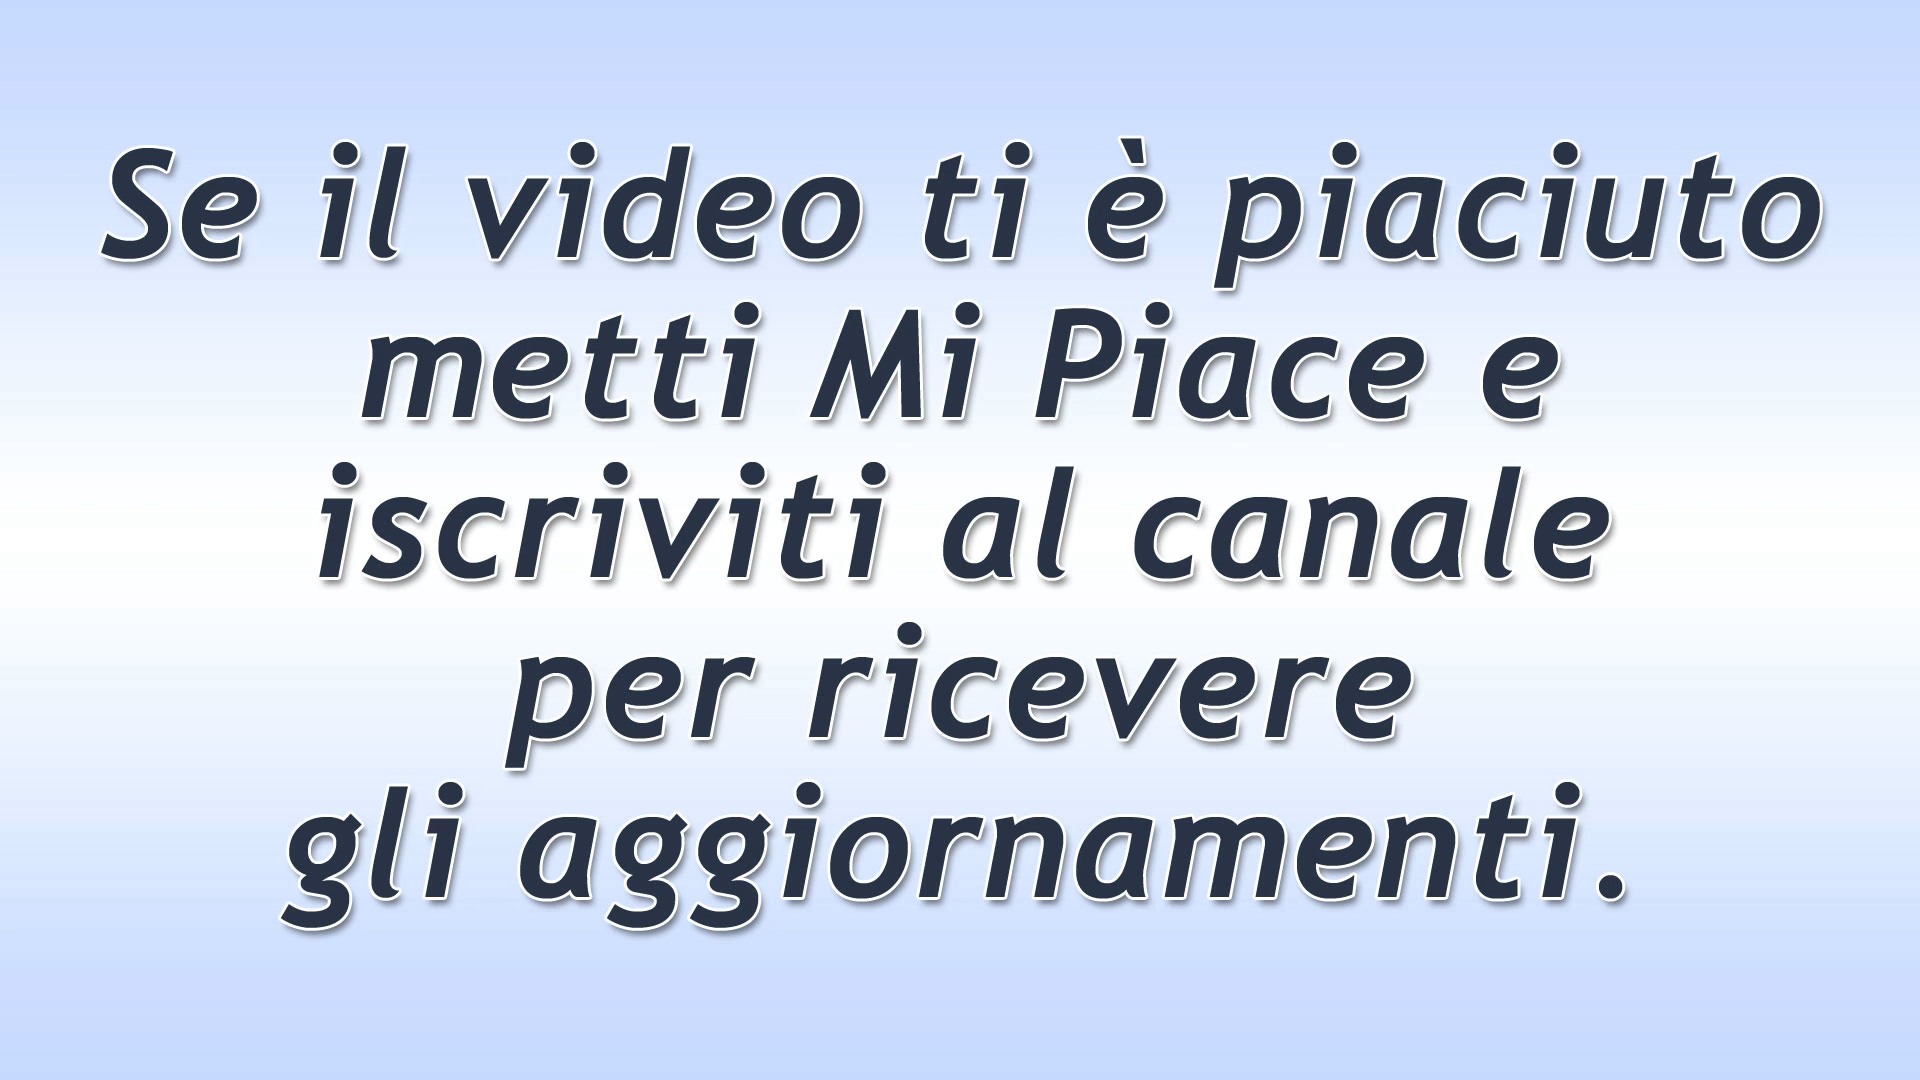 Se il video ti è piaciuto
metti Mi Piace e
iscriviti al canale
per ricevere
gli aggiornamenti.